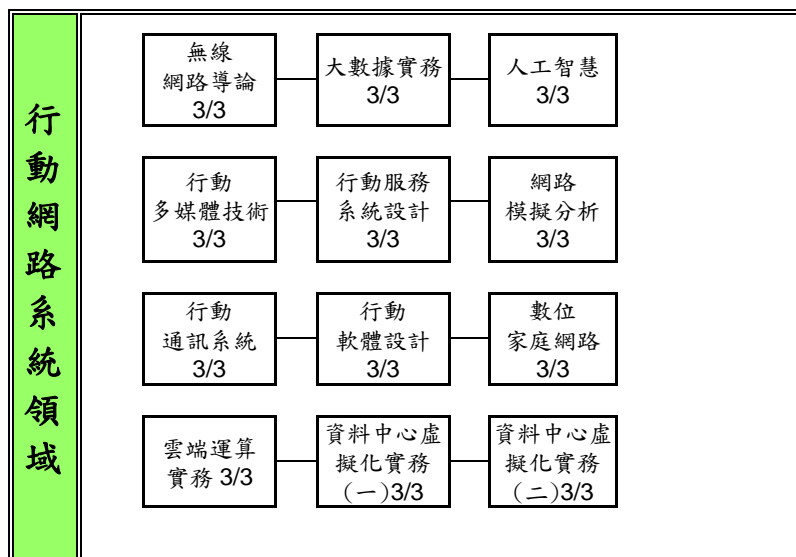 行動網路系統領域
無線
網路導論
3/3
大數據實務
3/3
人工智慧
3/3
行動
多媒體技術
3/3
行動服務
系統設計
3/3
網路
模擬分析
3/3
行動
通訊系統
3/3
行動
軟體設計
3/3
數位
家庭網路
3/3
雲端運算
實務 3/3
資料中心虛
擬化實務
(一)3/3
資料中心虛
擬化實務
(二)3/3